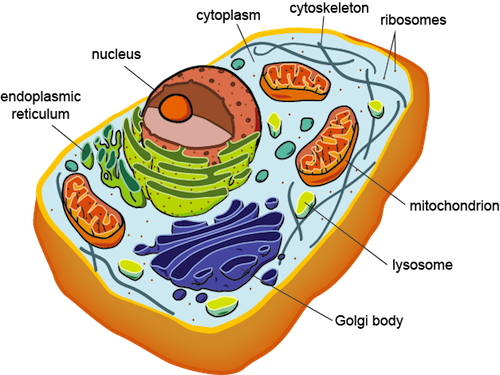 cytoskeleton
cytoplasm
ribosomes
nucleus
endoplasmic
reticulum
mitochondrion
lysosome
Golgi body